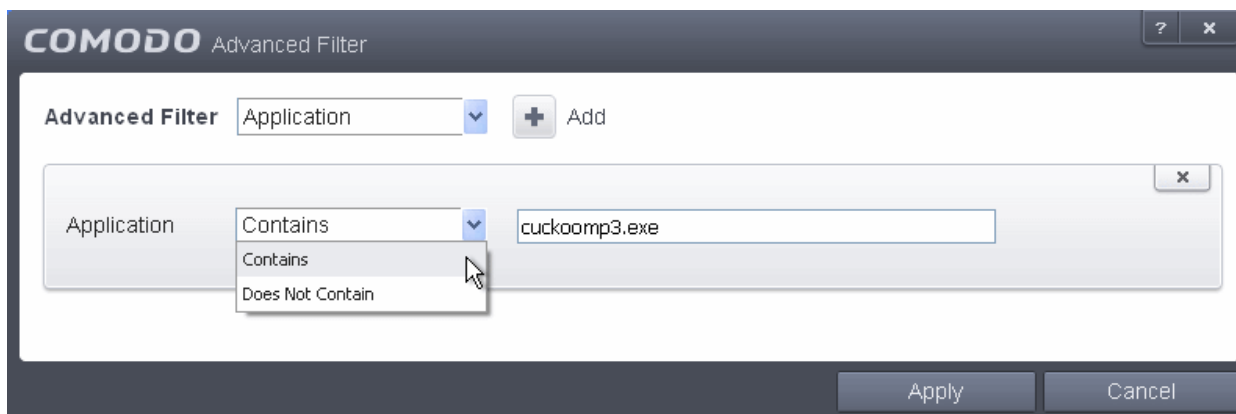 COMODO Advanced Filter ? x
Advanced Filter Application + Add
x
Application Contains cuckoomp3.exe
Contains
Does Not Contain
Apply Cancel